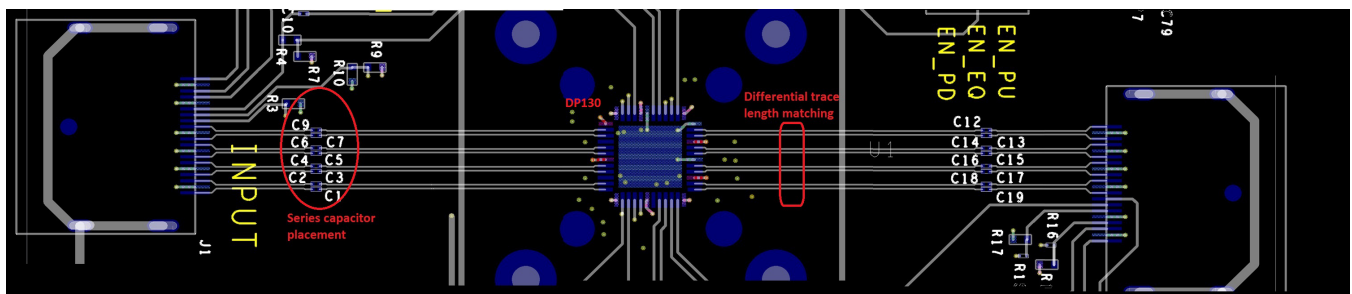 C10
R4
R7
R10
R9
R3
C9
C6
C7
C4
C5
C2
C3
C1
INPUT
J1
Series capacitor
placement
DP130
Differential trace
length matching
U1
EN_PD
EN_EQ
EN_PU
C79
C12
C14
C13
C16
C15
C18
C17
C19
R17
R16